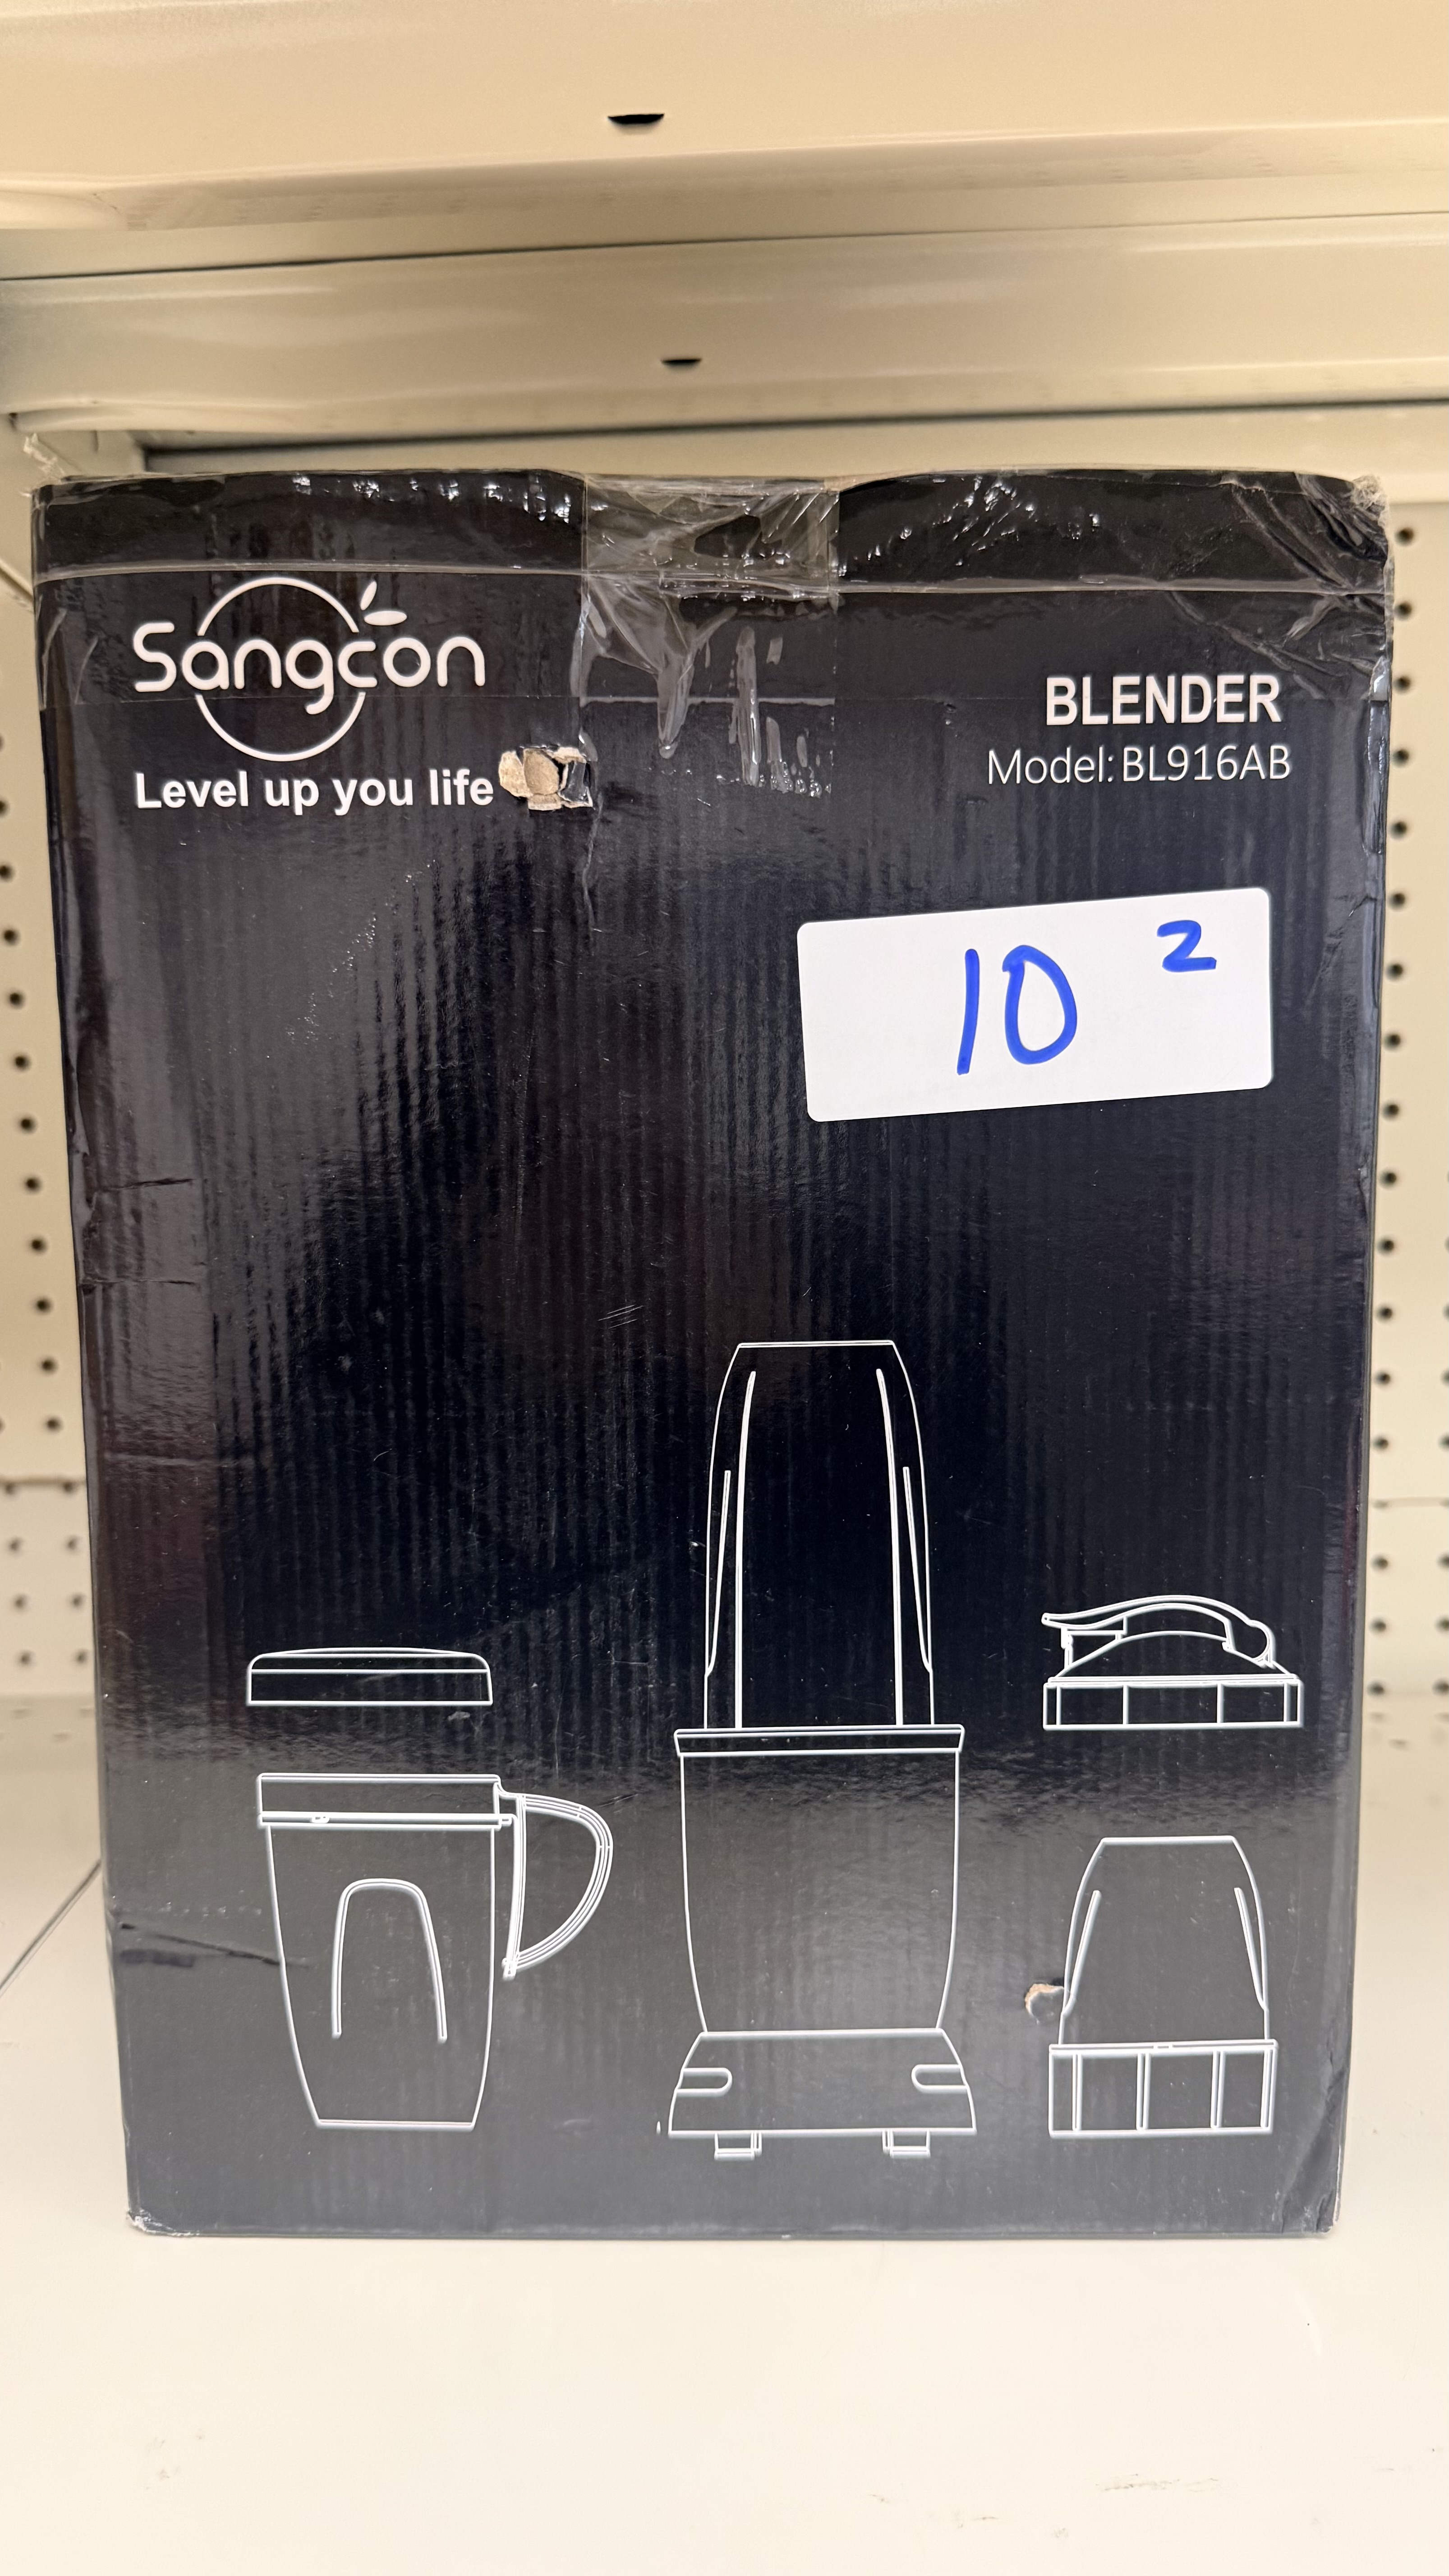 Sangcon
Level up you life
BLENDER
Model: BL916AB
10 2